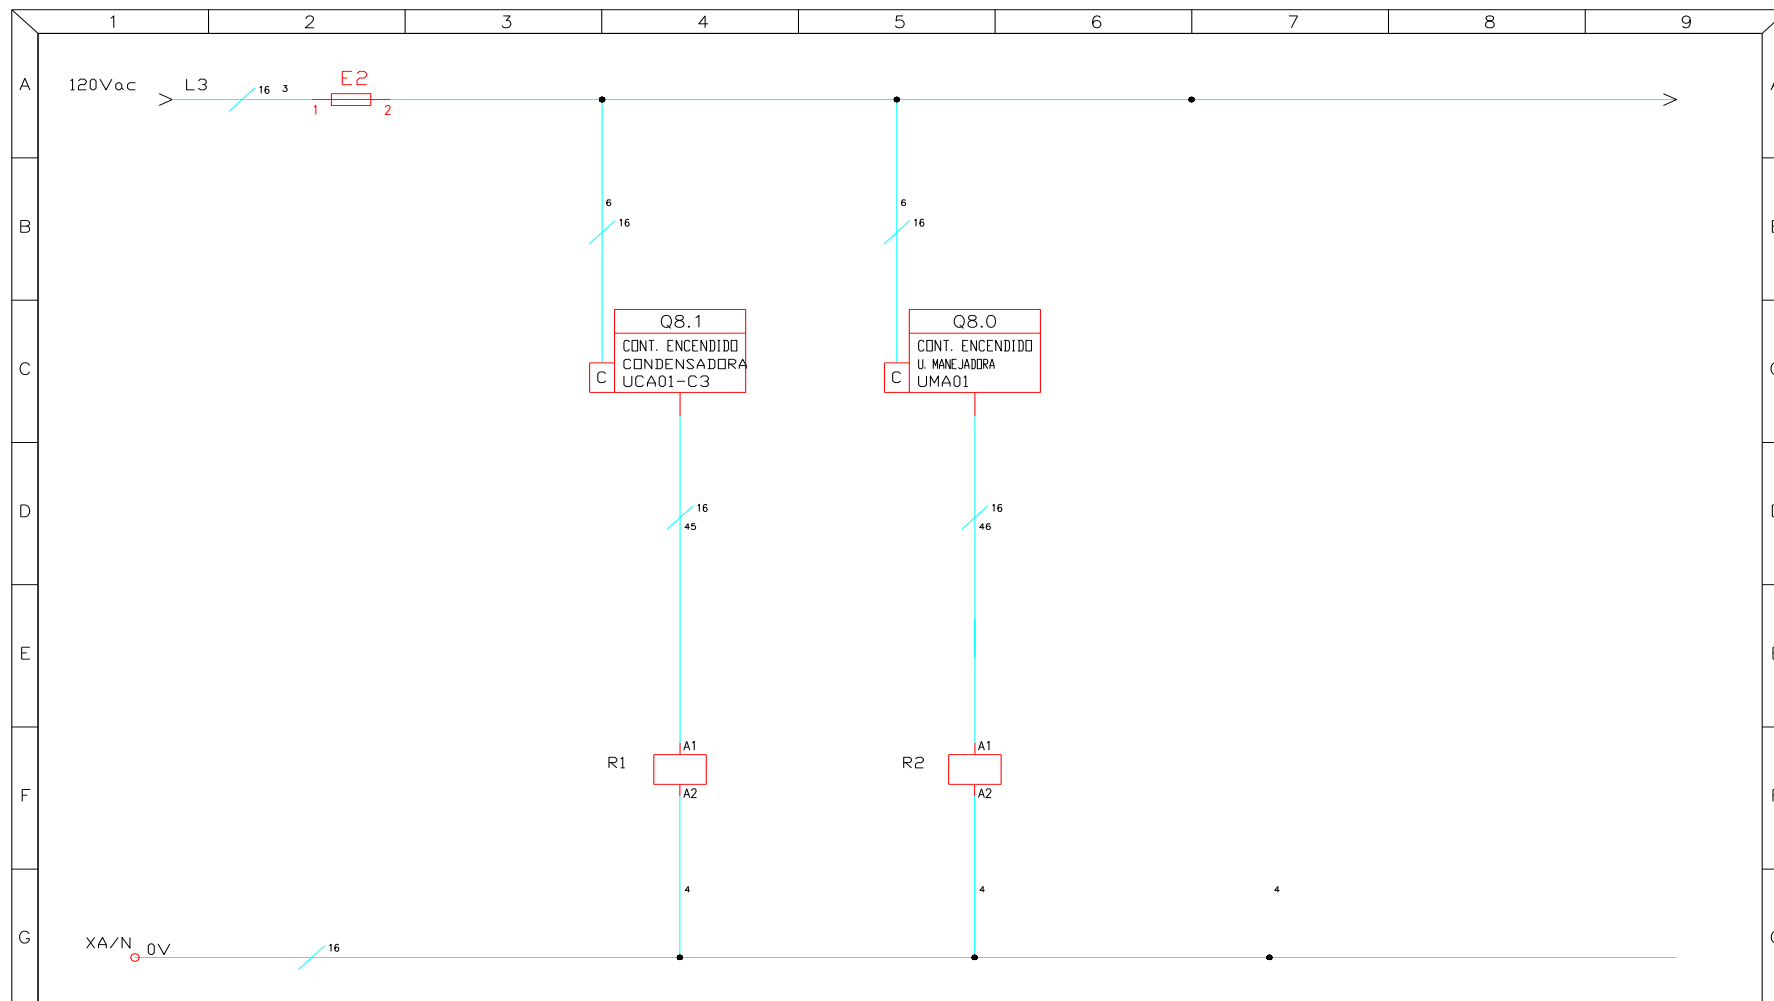 1 2 3 4 5 6 7 8 9
A
120Vac L3 16 3 E2
1 2
6 6
B 16 16
Q8.1 Q8.0
CONT. ENCENDIDO CONT. ENCENDIDO
C CONDENSADORA U. MANEJADORA
C UCA01-C3 C UMA01
D 16 16
45 46
E
A1 A1
R1 R2
F A2 A2
4 4 4
G XA/N 0V 16